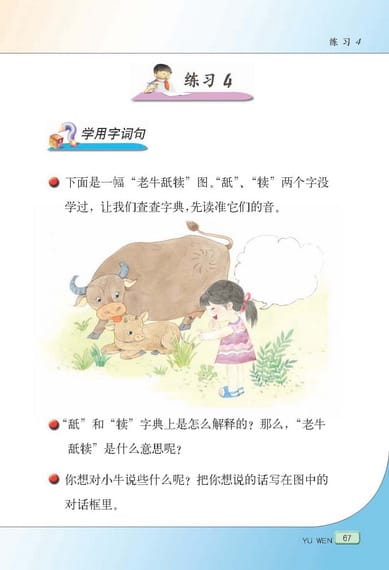 练习 4
练习 4
学用字词句
下面是一幅“老牛舐犊”图。“舐”、“犊”两个字没
学过，让我们查查字典，先读准它们的音。
“舐”和“犊”字典上是怎么解释的？那么，“老牛
舐犊”是什么意思呢？
你想对小牛说些什么呢？把你想说的话写在图中的
对话框里。
YU WEN 67